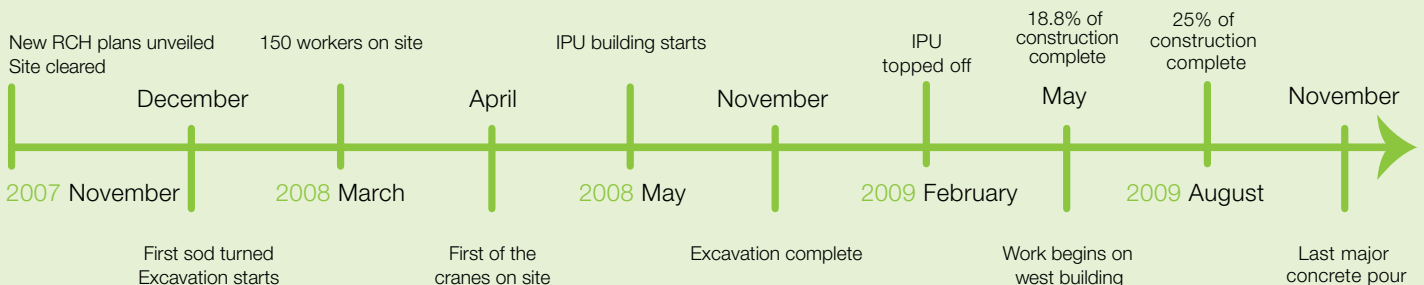 New RCH plans unveiled
Site cleared
2007 November
December
First sod turned
Excavation starts
150 workers on site
2008 March
April
First of the
cranes on site
IPU building starts
2008 May
November
Excavation complete
IPU
topped off
2009 February
18.8% of
construction
complete
May
Work begins on
west building
25% of
construction
complete
2009 August
November
Last major
concrete pour